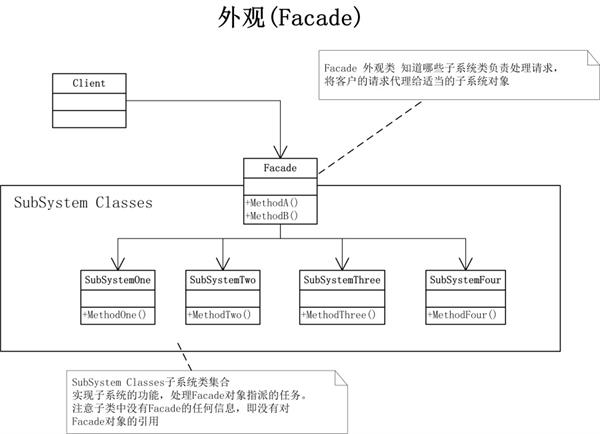 外观(Facade)
Facade 外观类 知道哪些子系统类负责处理请求，
将客户的请求代理给适当的子系统对象
Client
Facade
+MethodA()
+MethodB()
SubSystem Classes
SubSystemOne
+MethodOne()
SubSystemTwo
+MethodTwo()
SubSystemThree
+MethodThree()
SubSystemFour
+MethodFour()
SubSystem Classes子系统类集合
实现子系统的功能，处理Facade对象指派的任务。
注意子类中没有Facade的任何信息，即没有对
Facade对象的引用